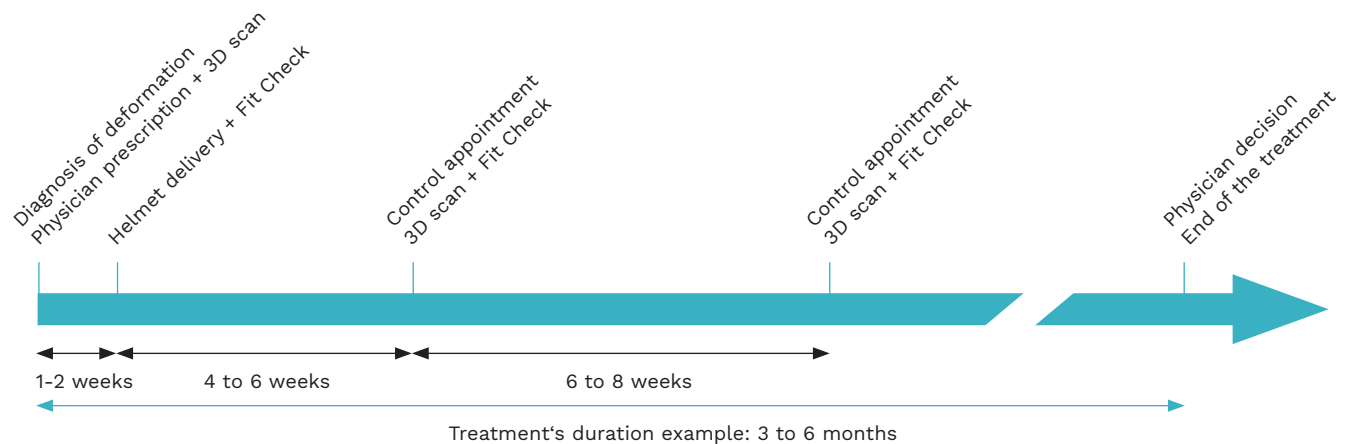 Diagnosis of deformation
Physician prescription + 3D scan
Helmet delivery + Fit Check
Control appointment
3D scan + Fit Check
Control appointment
3D scan + Fit Check
Physician decision
End of the treatment
1-2 weeks
4 to 6 weeks
6 to 8 weeks
Treatment‘s duration example: 3 to 6 months